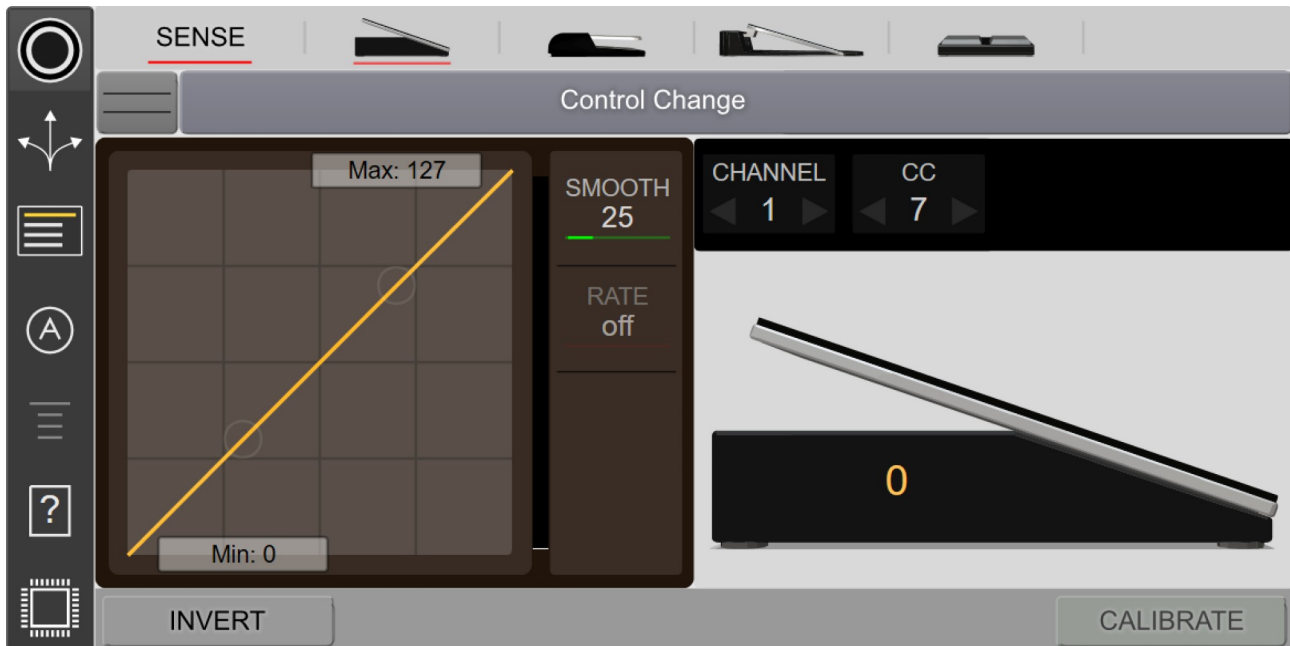 SENSE
Control Change
Max: 127
SMOOTH
25
RATE
off
Min: 0
CHANNEL
1
CC
7
A
?
0
INVERT
CALIBRATE